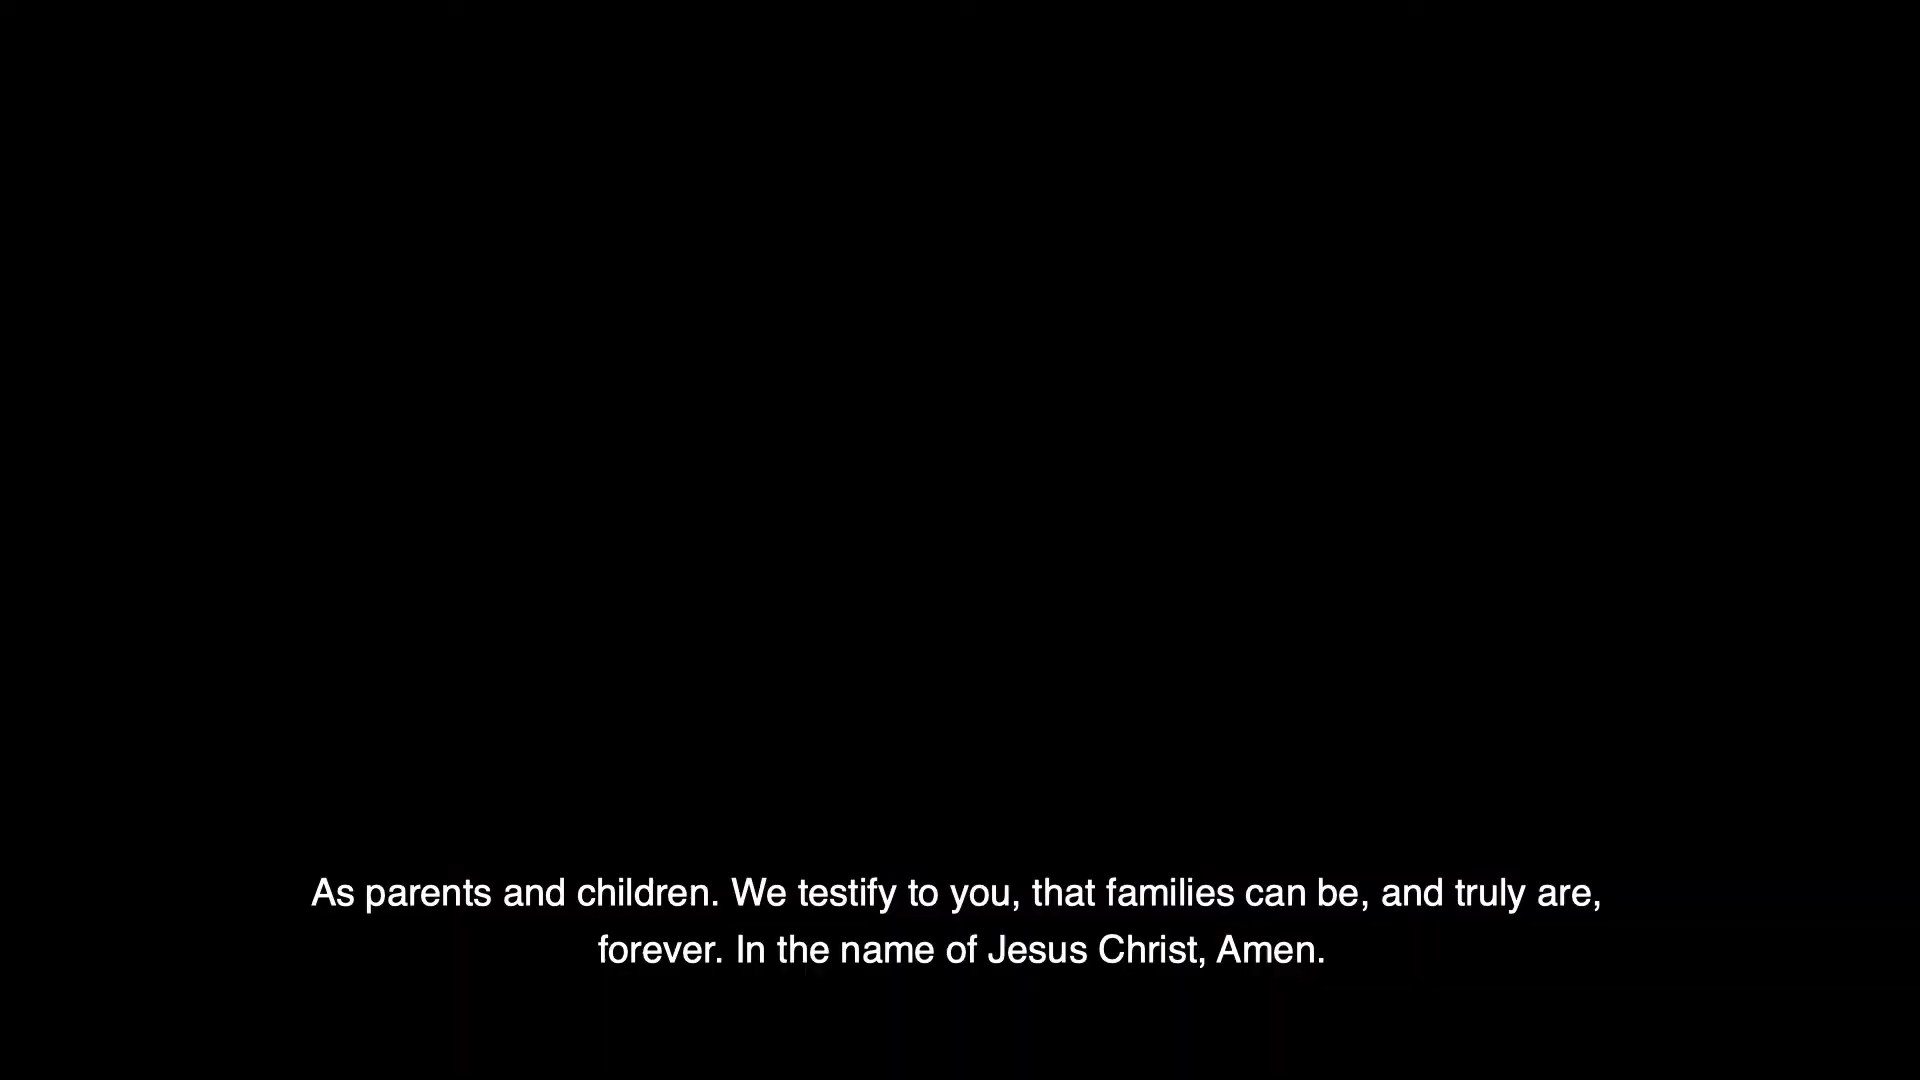 As parents and children. We testify to you, that families can be, and truly are,
forever. In the name of Jesus Christ, Amen.